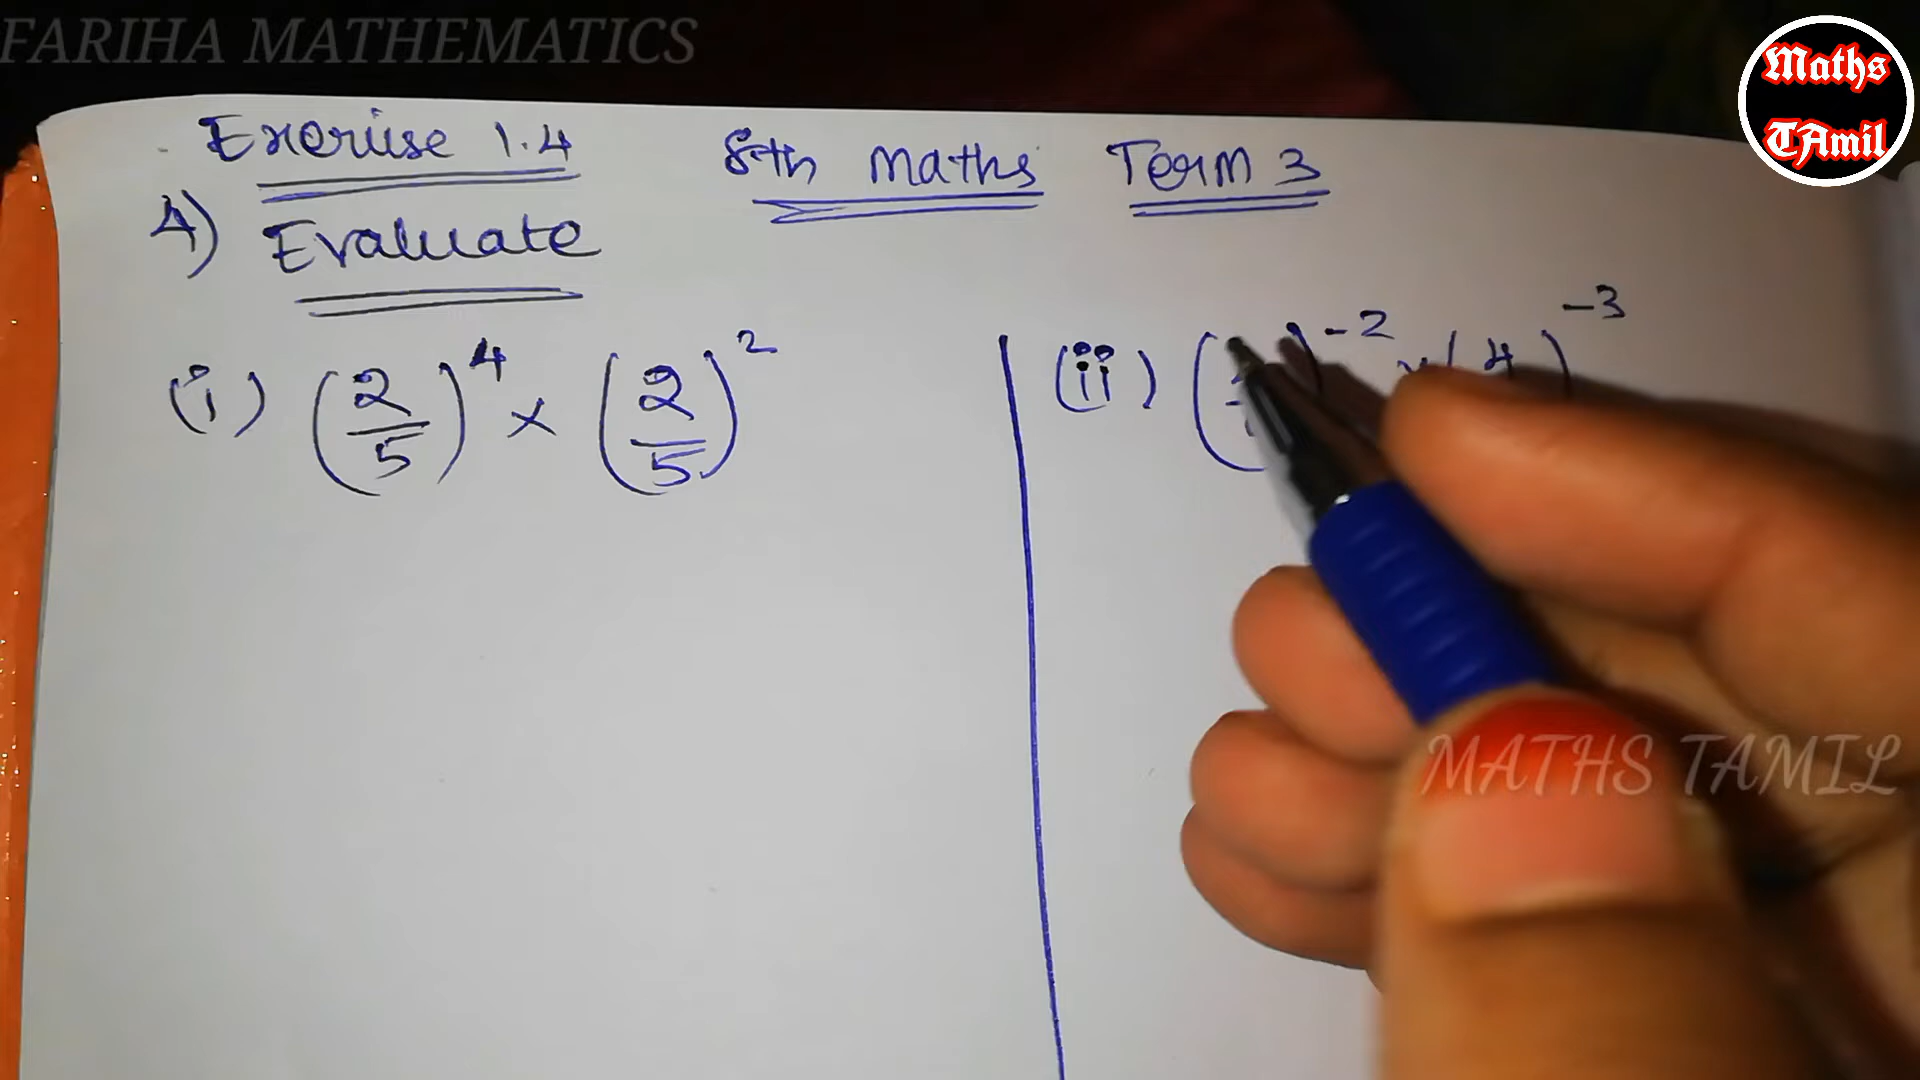 FARIHA MATHEMATICS
Maths
TAmil
Exercise 1.4 8th Maths Term 3
4) Evaluate
(i) (2/5)^4 × (2/5)^2
(ii) ( )^-2 × (4 )^-3
MATHS TAMIL